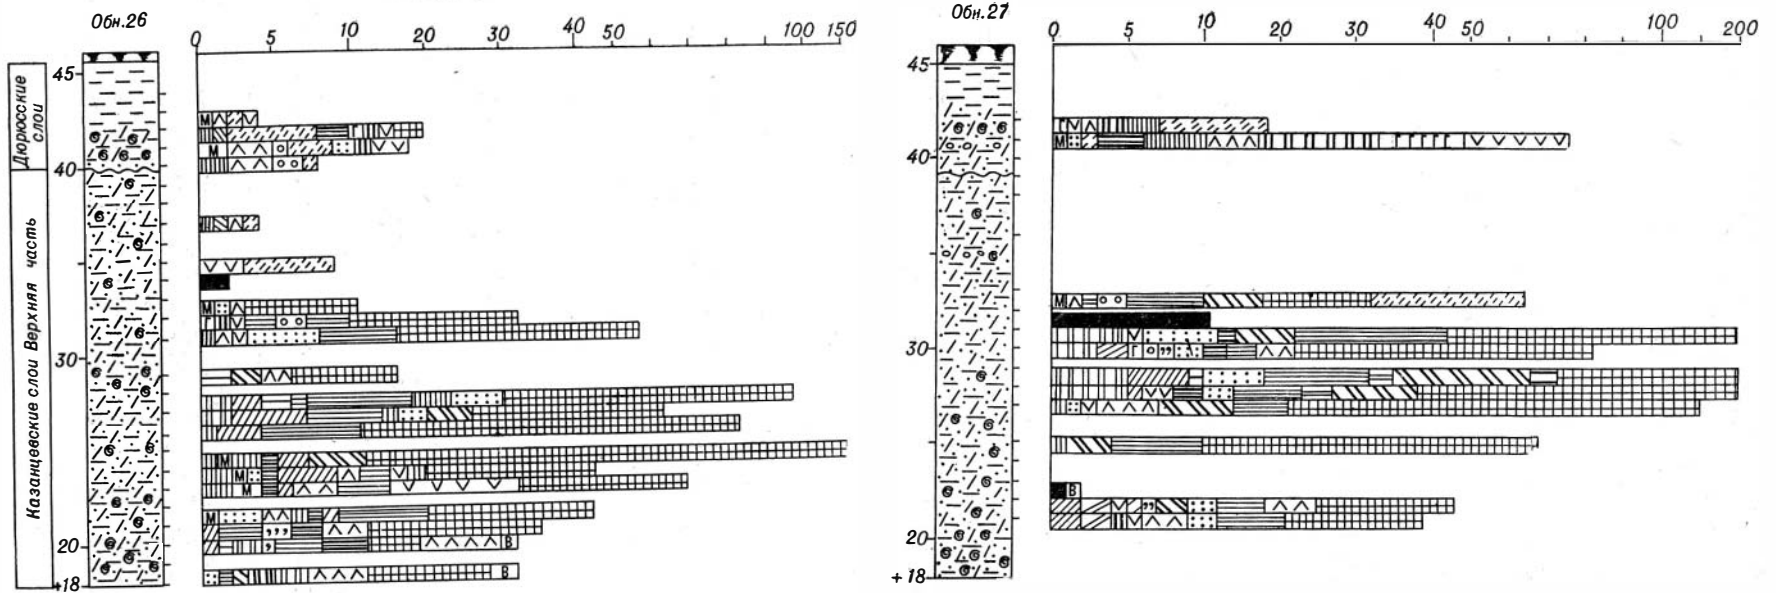 Обн.26
0 5 10 20 30 40 50 100 150
Дюрюсские слои
Казанцевские слои Верхняя часть
45
40
30
20
+18
М
Г
М
М
Г
М
М
М
М
В
В
Обн.27
0 5 10 20 30 40 50 100 200
45
40
30
20
+18
Г
М
М
Г
В